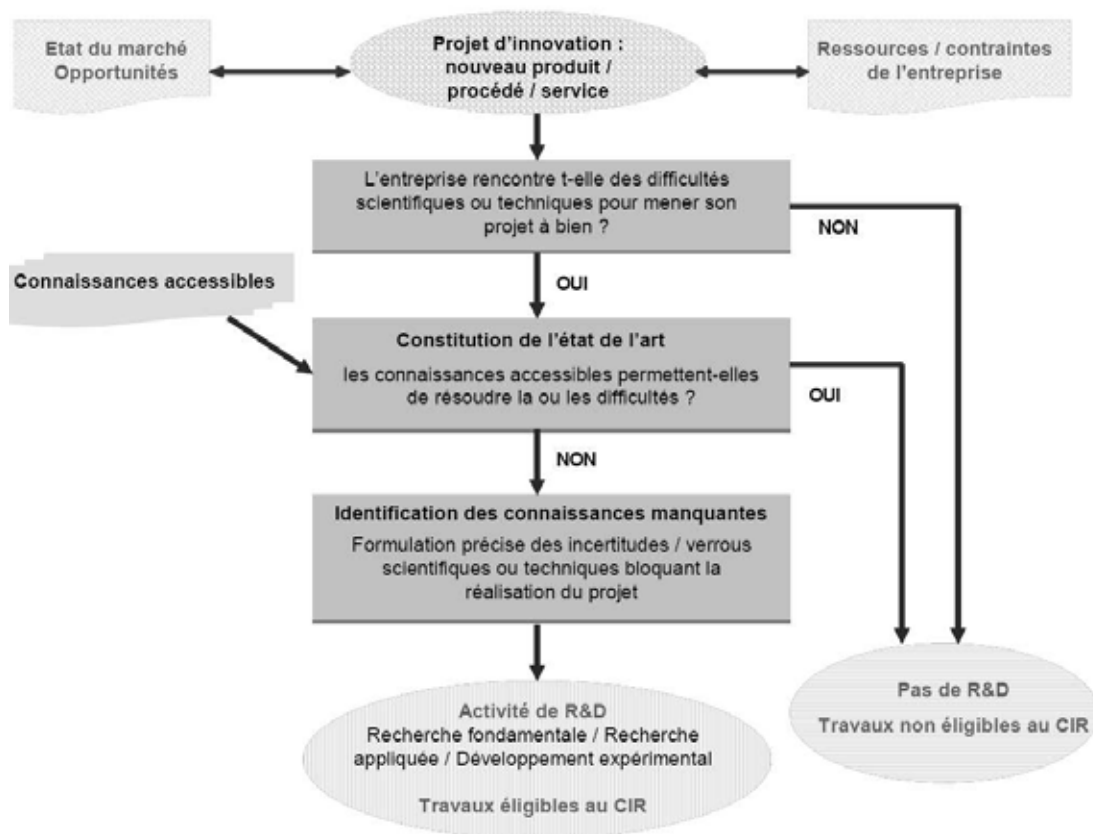 Etat du marché
Opportunités
Projet d'innovation :
nouveau produit /
procédé / service
Ressources / contraintes
de l'entreprise
L'entreprise rencontre t-elle des difficultés
scientifiques ou techniques pour mener son
projet à bien ?
NON
OUI
Connaissances accessibles
Constitution de l'état de l'art
les connaissances accessibles permettent-elles
de résoudre la ou les difficultés ?
OUI
NON
Identification des connaissances manquantes
Formulation précise des incertitudes / verrous
scientifiques ou techniques bloquant la
réalisation du projet
Activité de R&D
Recherche fondamentale / Recherche
appliquée / Développement expérimental
Travaux éligibles au CIR
Pas de R&D
Travaux non éligibles au CIR